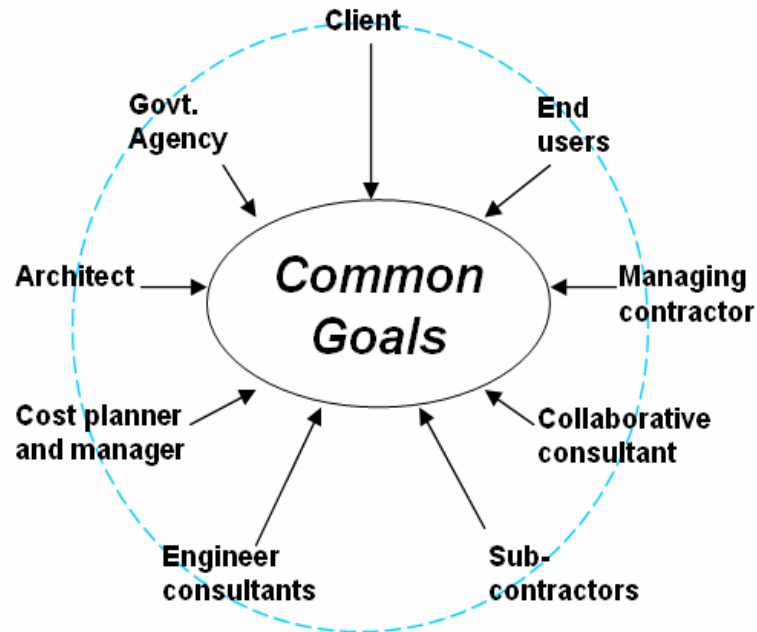 Client
Govt.
Agency
End
users
Architect
Common
Goals
Managing
contractor
Cost planner
and manager
Collaborative
consultant
Engineer
consultants
Sub-
contractors